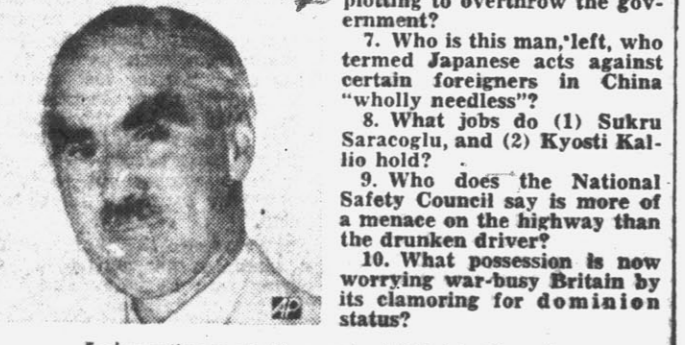 plotting to overthrow the gov-
ernment?
7. Who is this man, left, who
termed Japanese acts against
certain foreigners in China
"wholly needless"?
8. What jobs do (1) Sukru
Saracoglu, and (2) Kyosti Kal-
lio hold?
9. Who does the National
Safety Council say is more of
a menace on the highway than
the drunken driver?
10. What possession is now
worrying war-busy Britain by
its clamoring for dominion
status?
AP